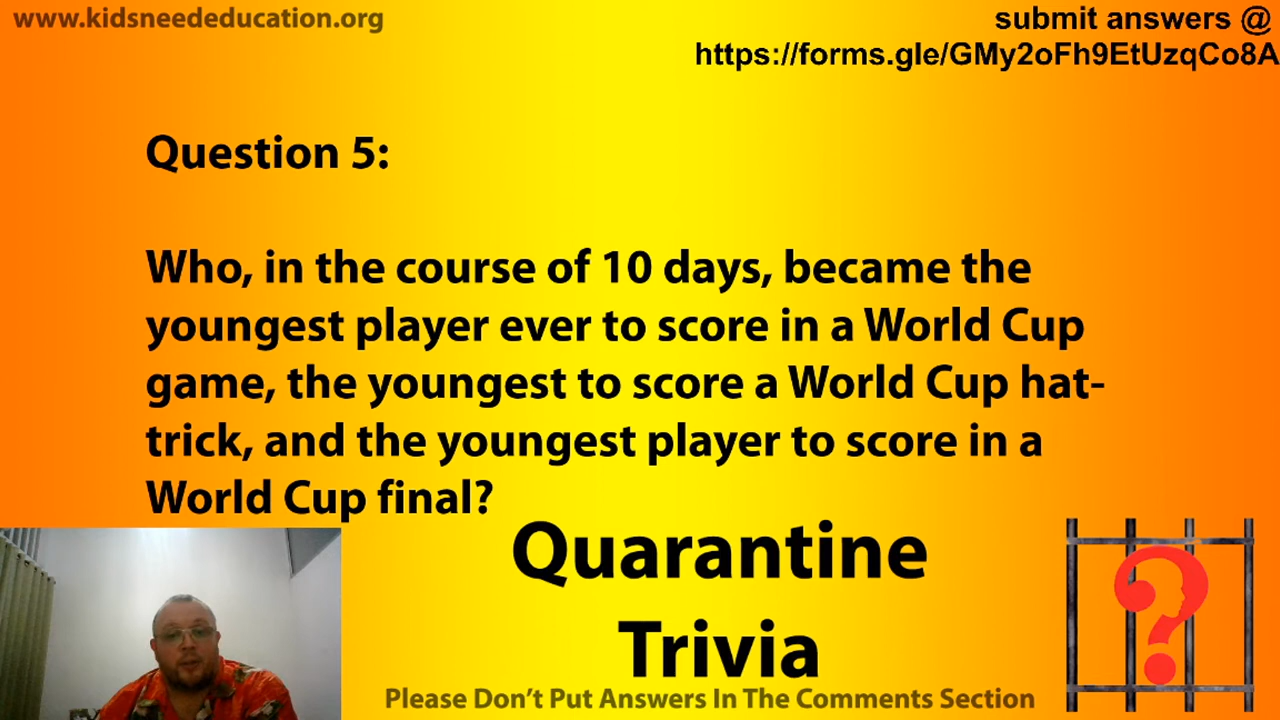 www.kidsneededucation.org
submit answers @
https://forms.gle/GMy2oFh9EtUzqCo8A
Question 5:
Who, in the course of 10 days, became the
youngest player ever to score in a World Cup
game, the youngest to score a World Cup hat-
trick, and the youngest player to score in a
World Cup final?
Quarantine
Trivia
Please Don't Put Answers In The Comments Section